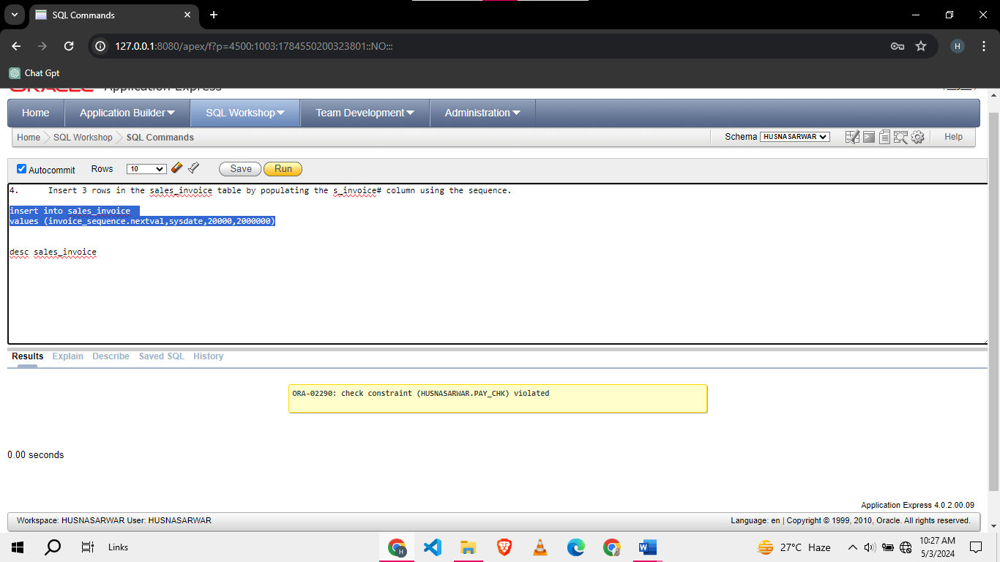 SQL Commands
127.0.0.1:8080/apex/f?p=4500:1003:1784550200323801::NO:::
H
Chat Gpt
ORACLE Application Express
Home Application Builder SQL Workshop Team Development Administration
Home SQL Workshop SQL Commands Schema HUSNASARWAR Help
Autocommit Rows 10 Save Run
4. Insert 3 rows in the sales_invoice table by populating the s_invoice# column using the sequence.
insert into sales_invoice
values (invoice_sequence.nextval,sysdate,20000,2000000)
desc sales_invoice
Results Explain Describe Saved SQL History
ORA-02290: check constraint (HUSNASARWAR.PAY_CHK) violated
0.00 seconds
Application Express 4.0.2.00.09
Workspace: HUSNASARWAR User: HUSNASARWAR Language: en | Copyright © 1999, 2010, Oracle. All rights reserved.
Links 27°C Haze 10:27 AM
5/3/2024